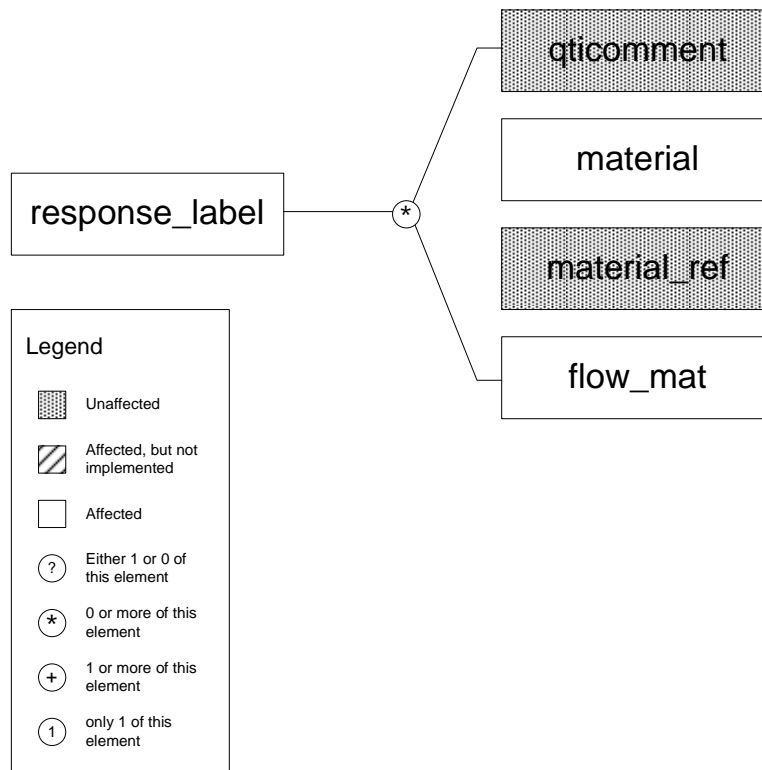 qticomment
material
response_label
material_ref
flow_mat
Legend
Unaffected
Affected, but not
implemented
Affected
?
Either 1 or 0 of
this element
*
0 or more of this
element
+
1 or more of this
element
1
only 1 of this
element
*